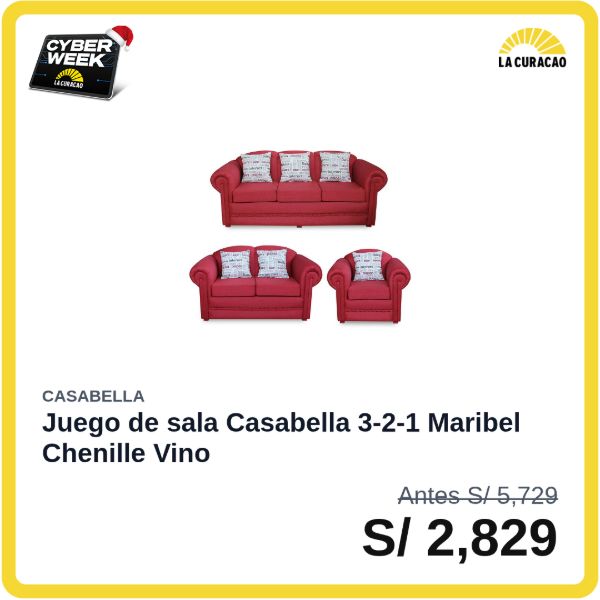 CYBER
WEEK
LA CURACAO
LA CURACAO
CASABELLA
Juego de sala Casabella 3-2-1 Maribel
Chenille Vino
Antes S/ 5,729
S/ 2,829